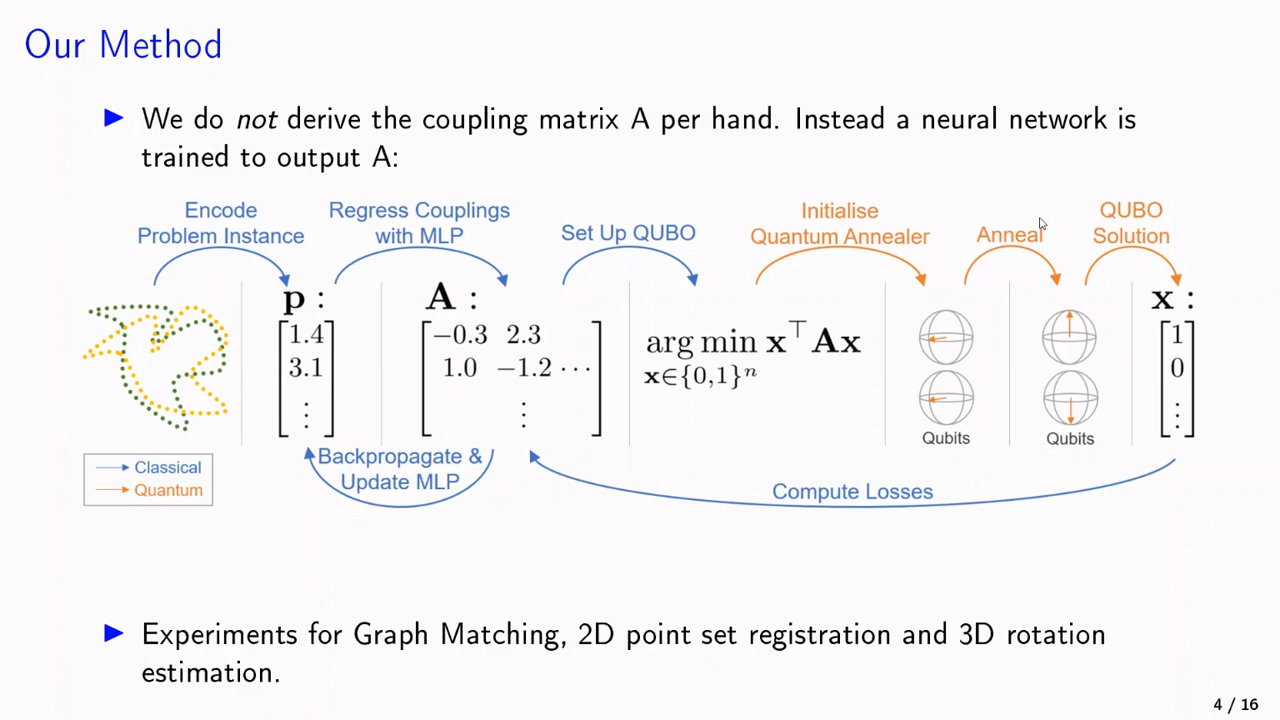 Our Method
► We do not derive the coupling matrix A per hand. Instead a neural network is
trained to output A:
Encode
Problem Instance
Regress Couplings
with MLP
Set Up QUBO
Initialise
Quantum Annealer
Anneal
QUBO
Solution
p :
1.4
3.1
⋮
A :
−0.3 2.3
1.0 −1.2 ⋯
⋮
arg min x⊤Ax
x∈{0,1}ⁿ
Qubits
Qubits
x :
1
0
⋮
Classical
Quantum
Backpropagate &
Update MLP
Compute Losses
► Experiments for Graph Matching, 2D point set registration and 3D rotation
estimation.
4 / 16